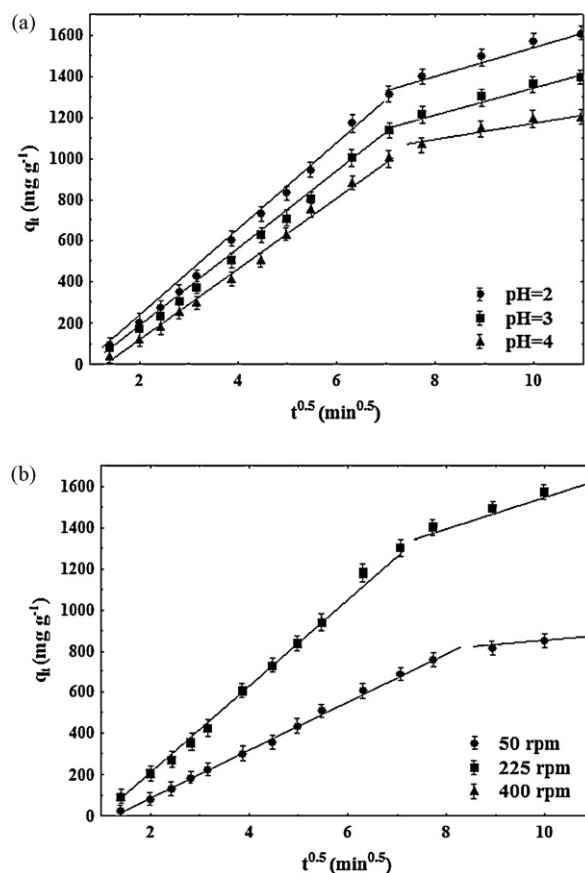 (a)
1600
1400
1200
1000
800
600
400
200
0
qt (mg g-1)
pH=2
pH=3
pH=4
2 4 6 8 10
t0.5 (min0.5)
(b)
1600
1400
1200
1000
800
600
400
200
0
qt (mg g-1)
50 rpm
225 rpm
400 rpm
2 4 6 8 10
t0.5 (min0.5)